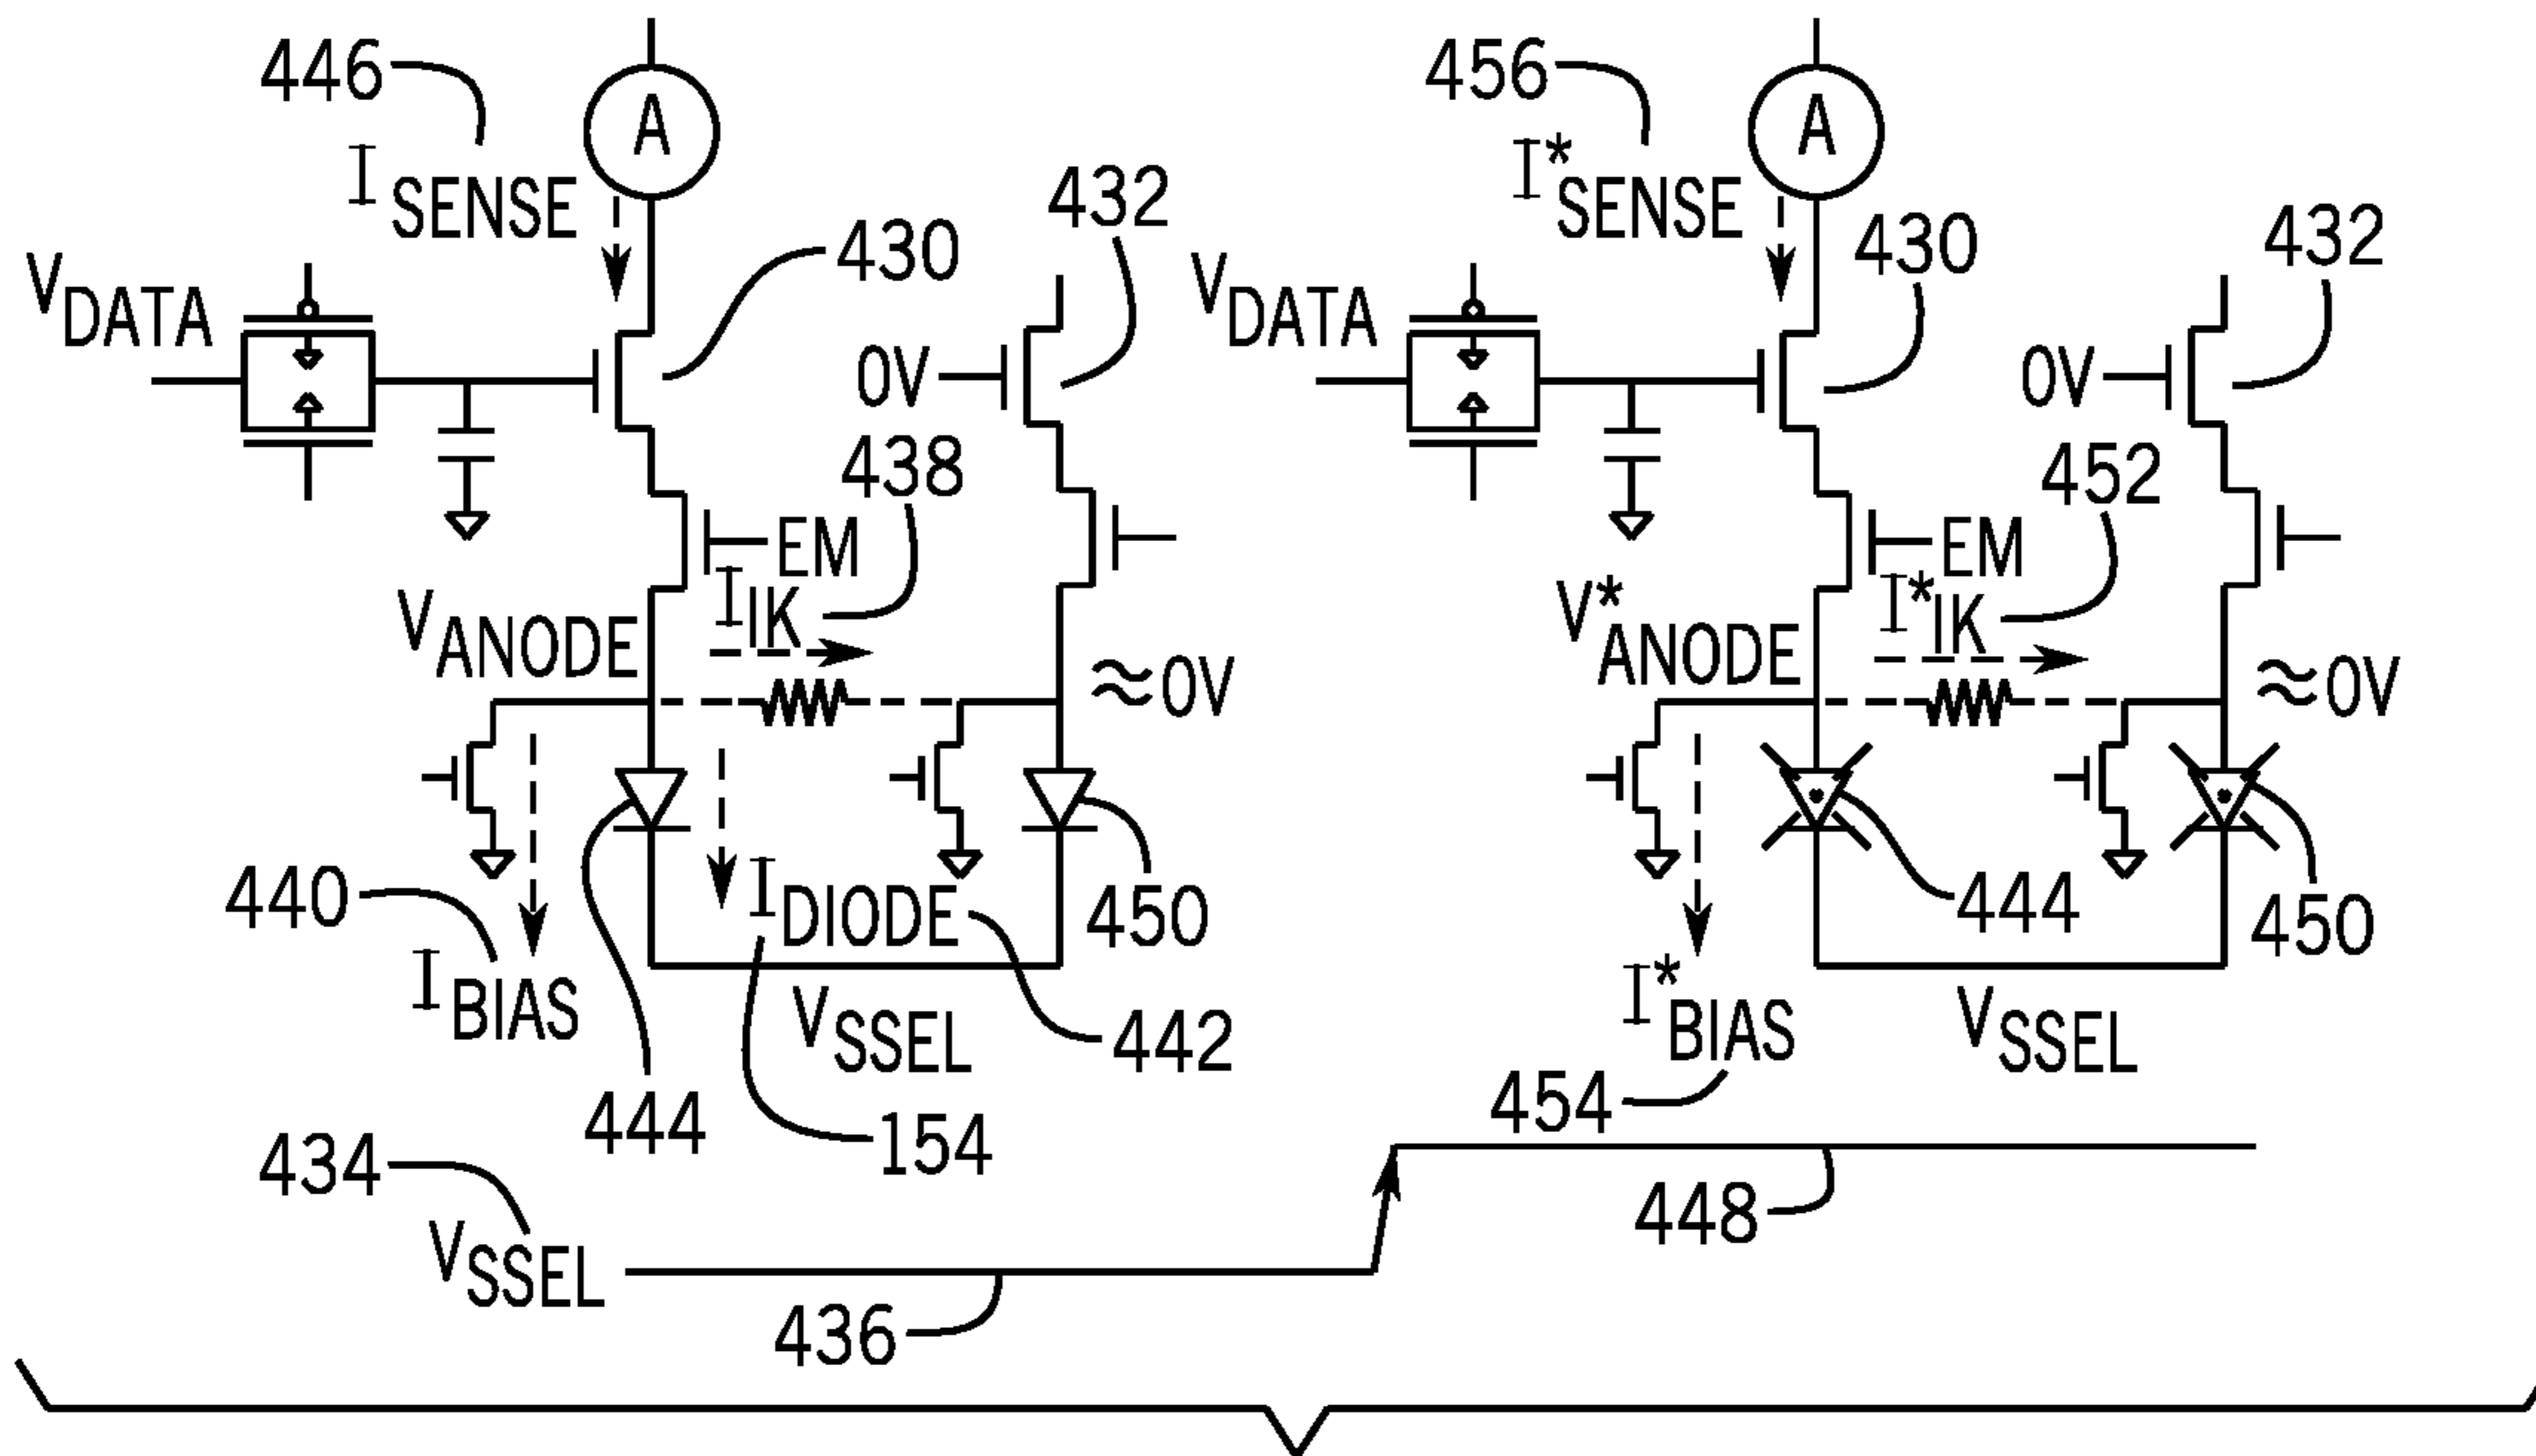 446
I SENSE
A
430
432
V DATA
0V
438
EM
I IK
V ANODE
≈0V
440
I BIAS
I DIODE
450
V SSEL
442
444
154
456
I* SENSE
A
430
432
V DATA
0V
452
EM
I* IK
V* ANODE
≈0V
444
450
I* BIAS
V SSEL
454
434
V SSEL
448
436